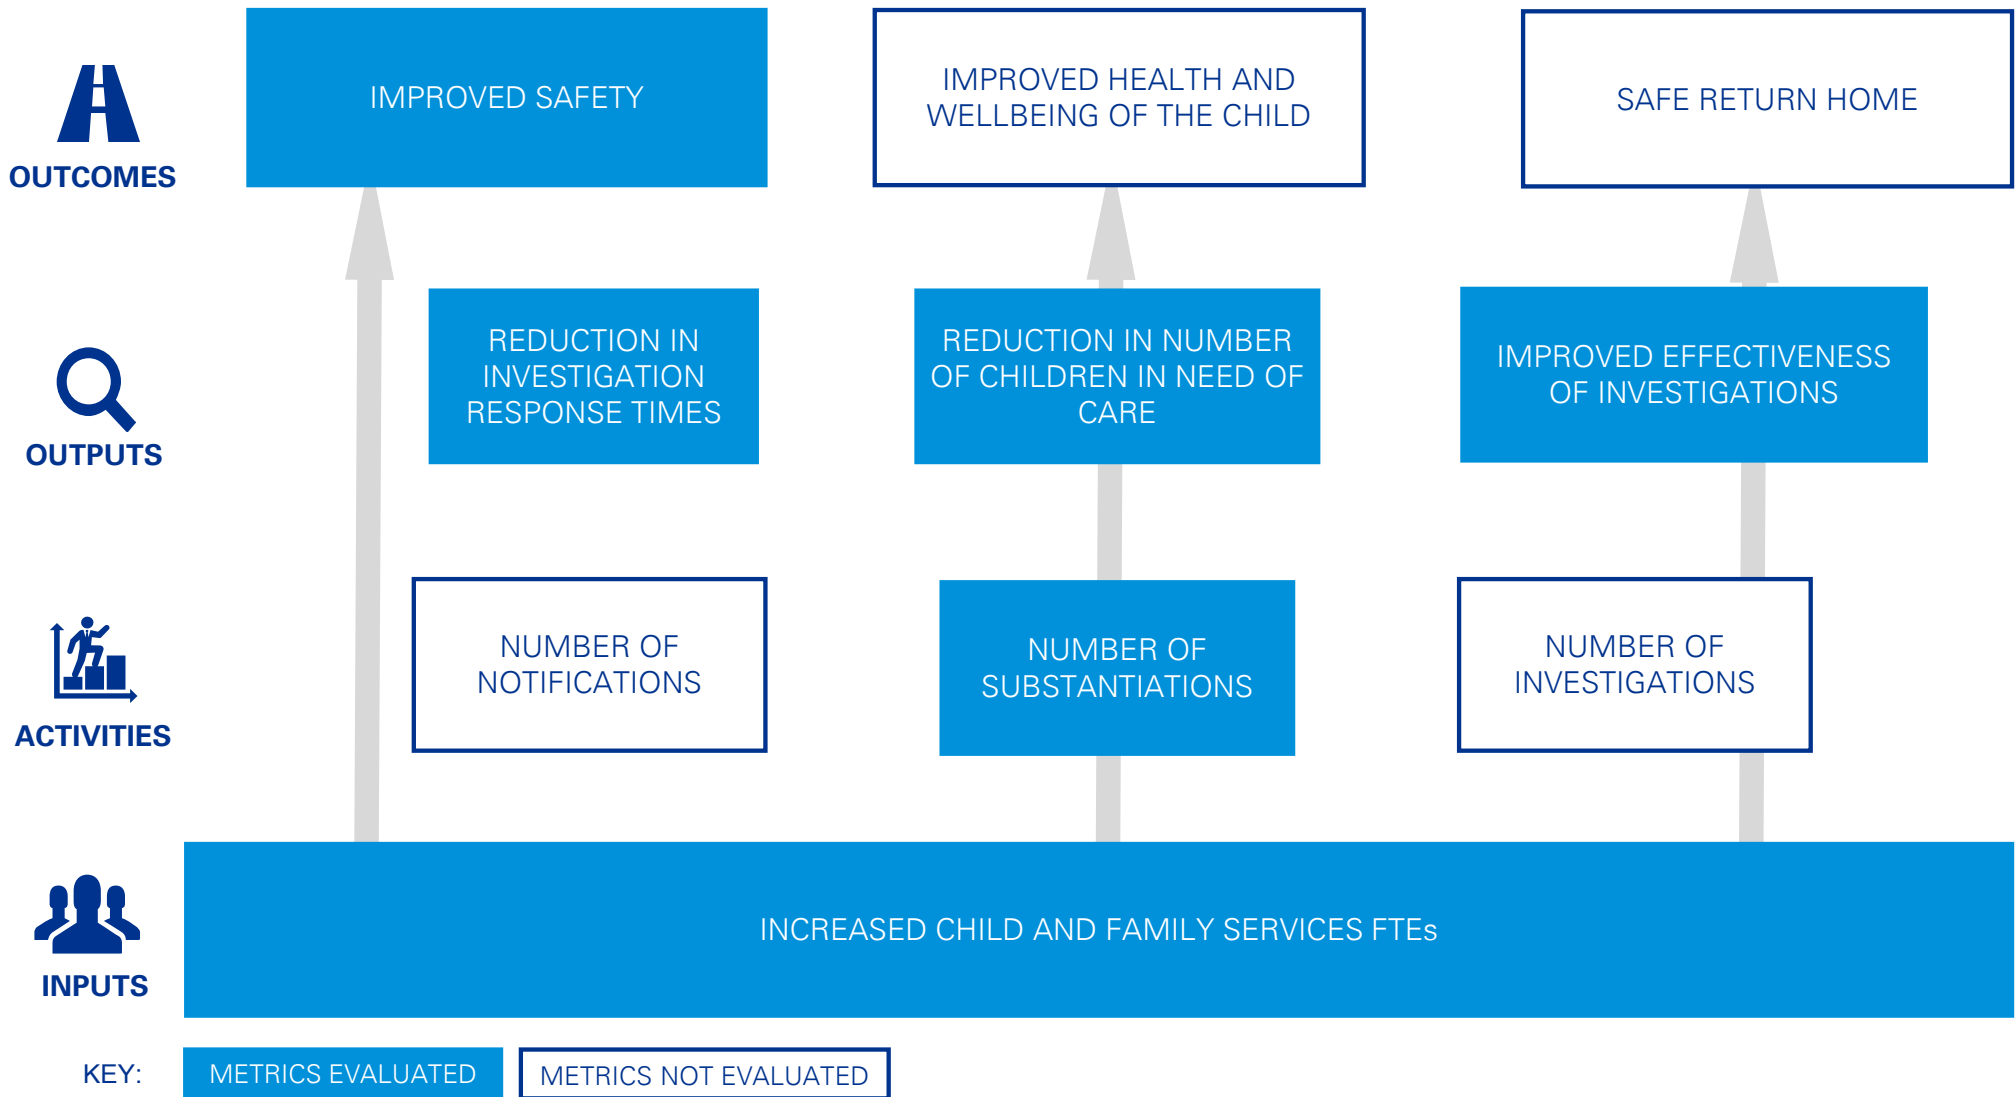 OUTCOMES
IMPROVED SAFETY
IMPROVED HEALTH AND
WELLBEING OF THE CHILD
SAFE RETURN HOME
OUTPUTS
REDUCTION IN
INVESTIGATION
RESPONSE TIMES
REDUCTION IN NUMBER
OF CHILDREN IN NEED OF
CARE
IMPROVED EFFECTIVENESS
OF INVESTIGATIONS
ACTIVITIES
NUMBER OF
NOTIFICATIONS
NUMBER OF
SUBSTANTIATIONS
NUMBER OF
INVESTIGATIONS
INPUTS
INCREASED CHILD AND FAMILY SERVICES FTEs
KEY:
METRICS EVALUATED
METRICS NOT EVALUATED